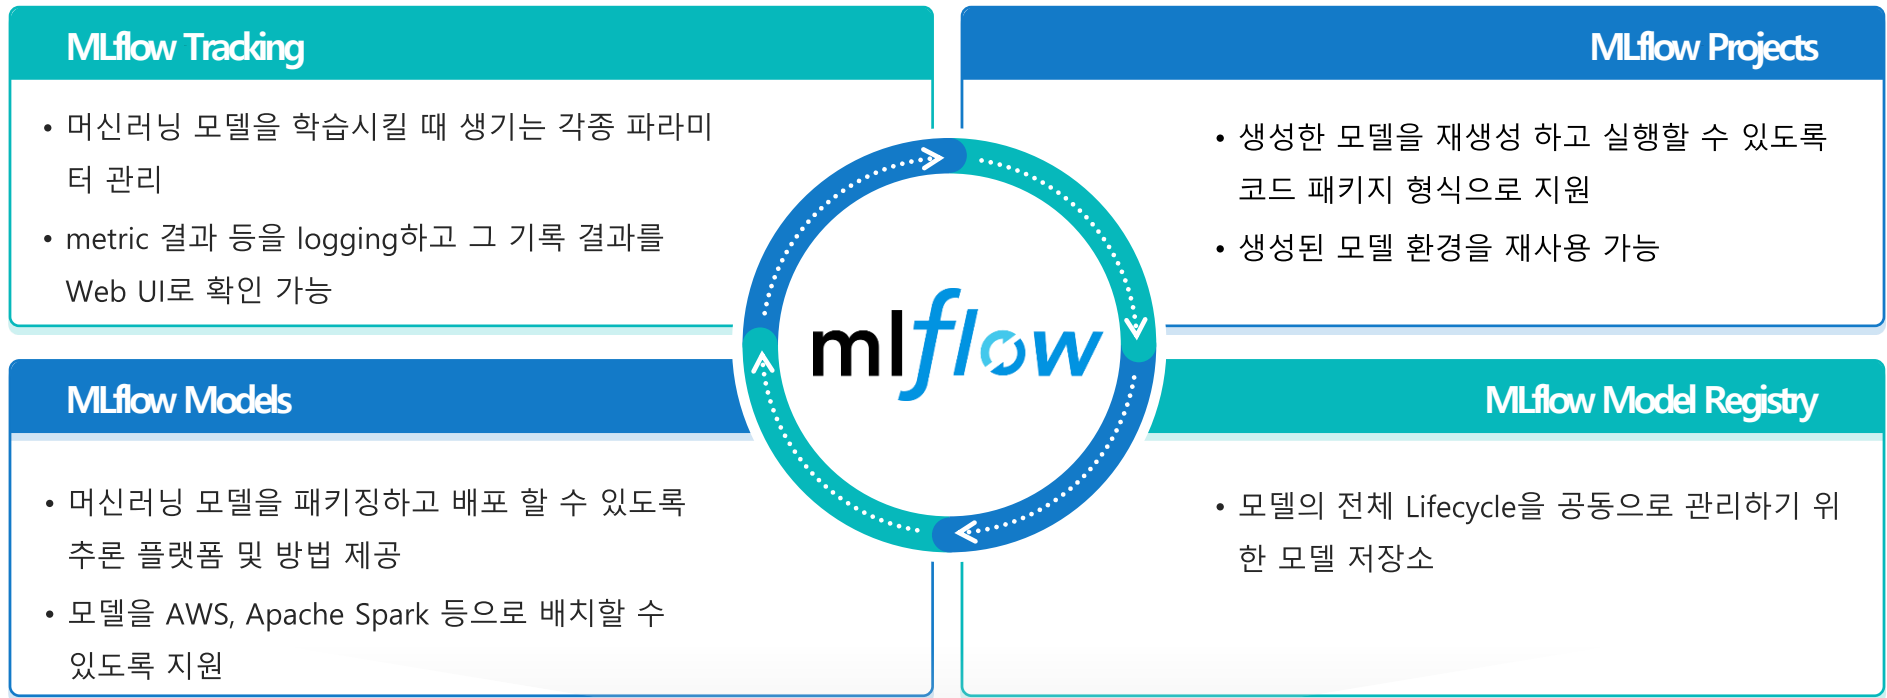 MLflow Tracking
• 머신러닝 모델을 학습시킬 때 생기는 각종 파라미
터 관리
• metric 결과 등을 logging하고 그 기록 결과를
Web UI로 확인 가능
MLflow Projects
• 생성한 모델을 재생성 하고 실행할 수 있도록
코드 패키지 형식으로 지원
• 생성된 모델 환경을 재사용 가능
mlflow
MLflow Models
• 머신러닝 모델을 패키징하고 배포 할 수 있도록
추론 플랫폼 및 방법 제공
• 모델을 AWS, Apache Spark 등으로 배치할 수
있도록 지원
MLflow Model Registry
• 모델의 전체 Lifecycle을 공동으로 관리하기 위
한 모델 저장소